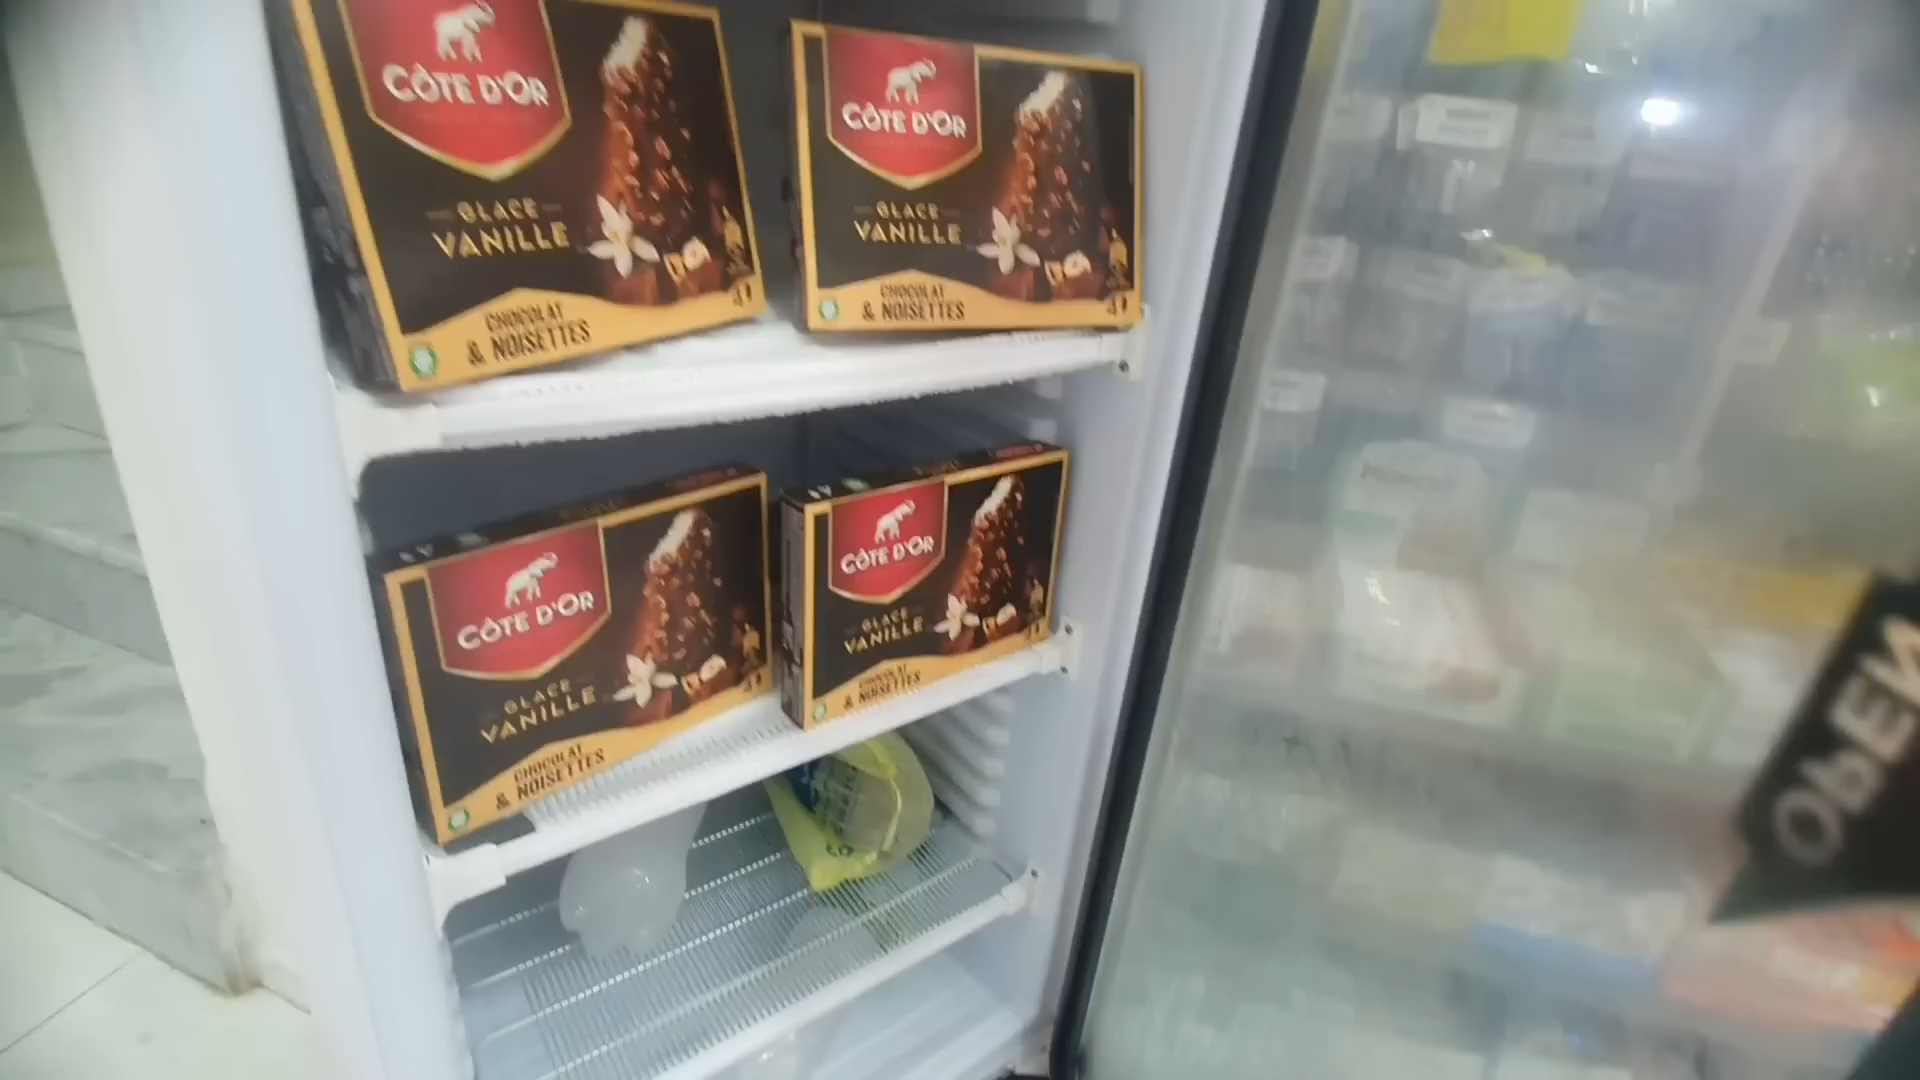 CÔTE D'OR
GLACE
VANILLE
CHOCOLAT
& NOISETTES
CÔTE D'OR
GLACE
VANILLE
CHOCOLAT
& NOISETTES
CÔTE D'OR
GLACE
VANILLE
CHOCOLAT
& NOISETTES
CÔTE D'OR
GLACE
VANILLE
CHOCOLAT
& NOISETTES
OPEN